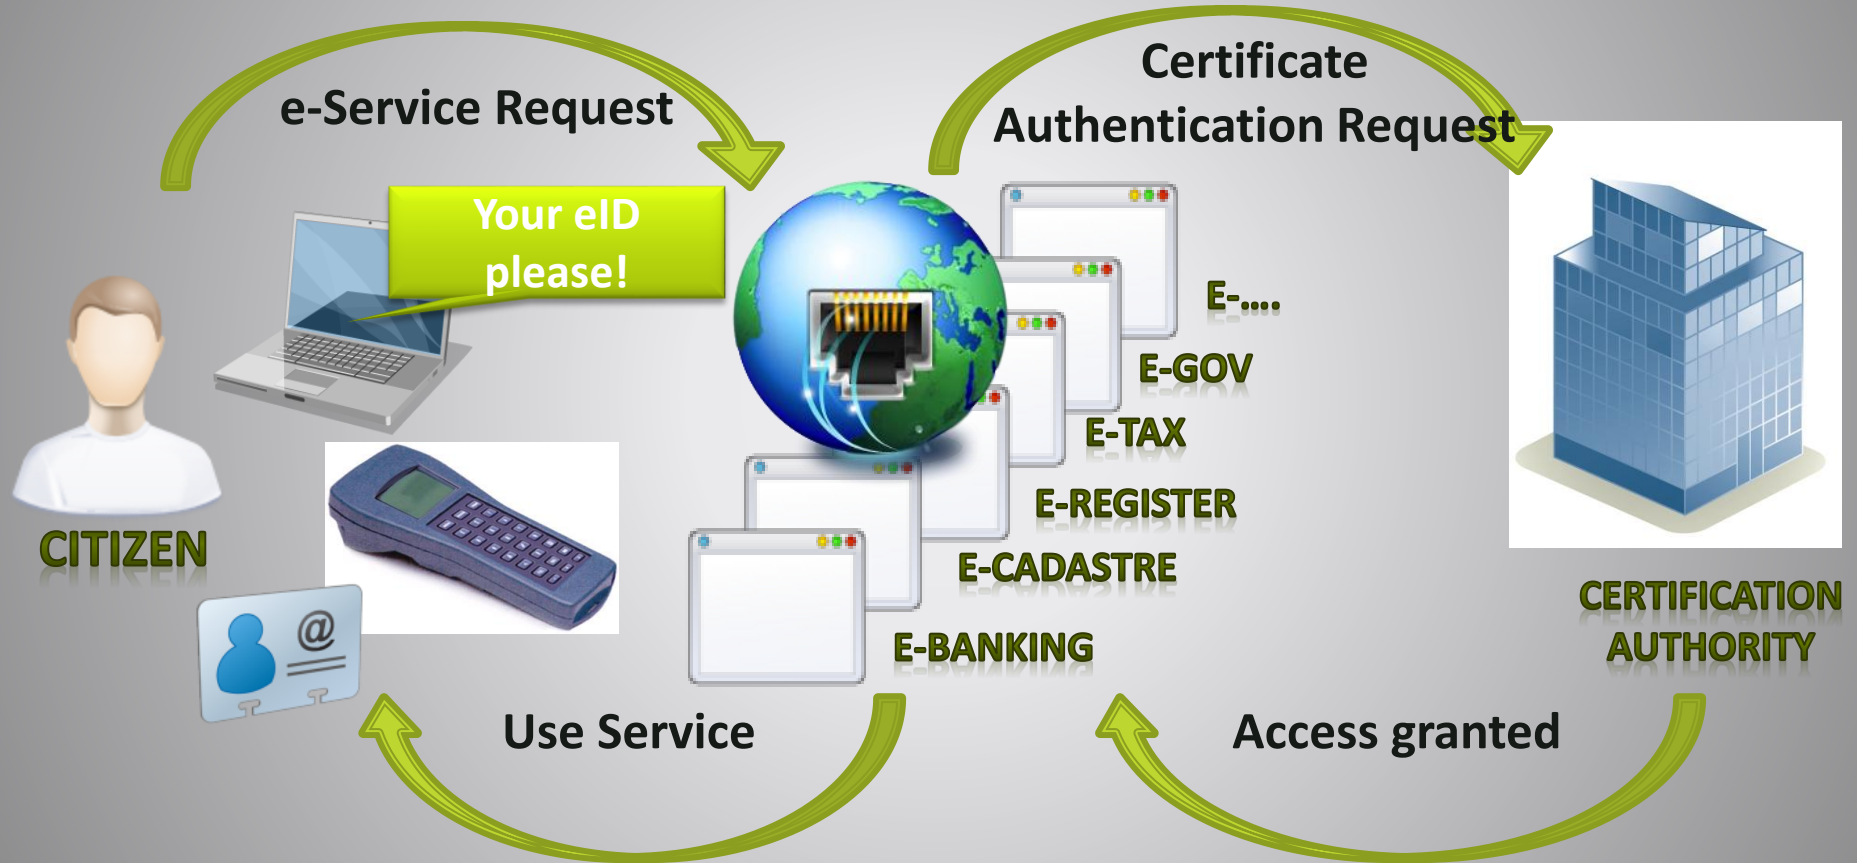 e-Service Request
Certificate
Authentication Request
Your eID
please!
E-....
E-GOV
E-TAX
E-REGISTER
E-CADASTRE
E-BANKING
CITIZEN
@
CERTIFICATION
AUTHORITY
Use Service
Access granted